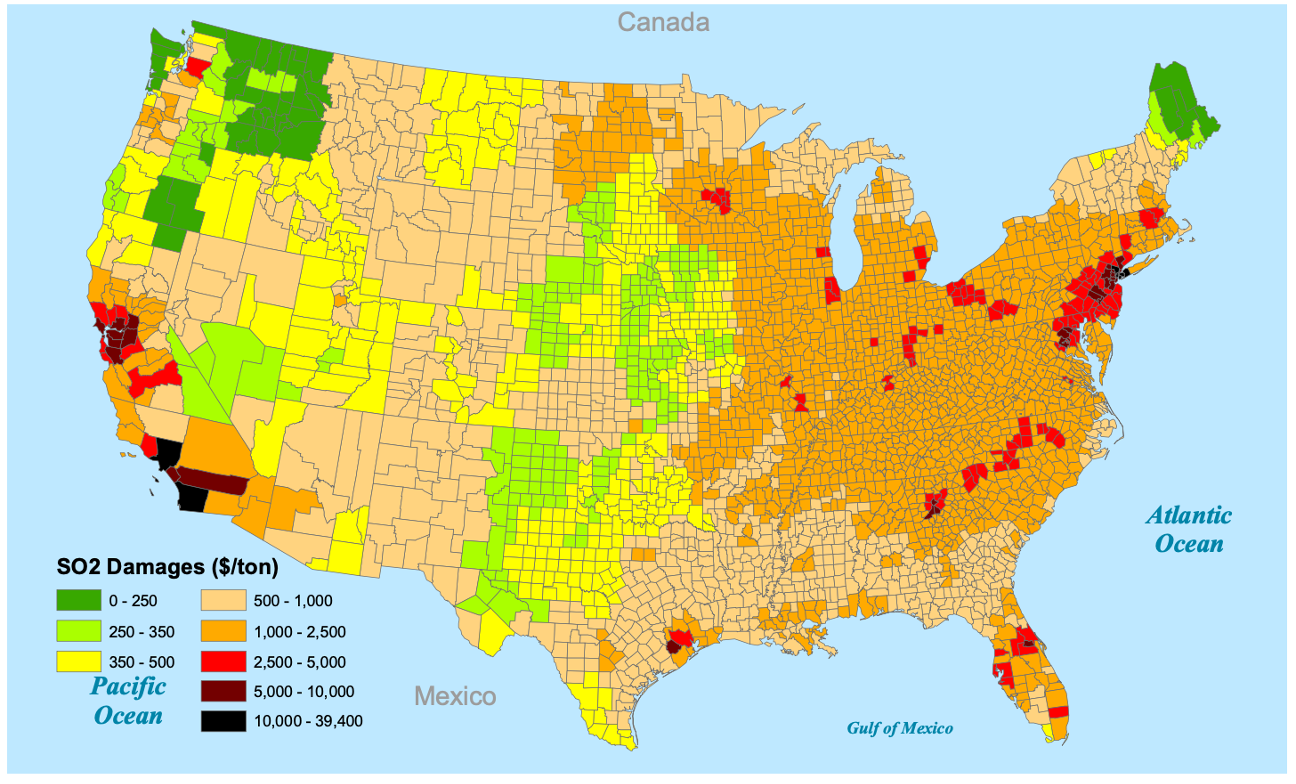 Canada
Atlantic
Ocean
SO2 Damages ($/ton)
0 - 250
250 - 350
350 - 500
500 - 1,000
1,000 - 2,500
2,500 - 5,000
5,000 - 10,000
10,000 - 39,400
Pacific
Ocean
Mexico
Gulf of Mexico